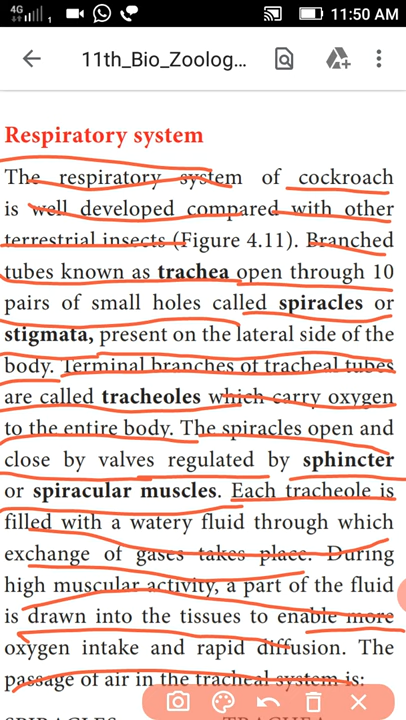 4G 1 11:50 AM
11th_Bio_Zoolog...
Respiratory system
The respiratory system of cockroach
is well developed compared with other
terrestrial insects (Figure 4.11). Branched
tubes known as trachea open through 10
pairs of small holes called spiracles or
stigmata, present on the lateral side of the
body. Terminal branches of tracheal tubes
are called tracheoles which carry oxygen
to the entire body. The spiracles open and
close by valves regulated by sphincter
or spiracular muscles. Each tracheole is
filled with a watery fluid through which
exchange of gases takes place. During
high muscular activity, a part of the fluid
is drawn into the tissues to enable more
oxygen intake and rapid diffusion. The
passage of air in the tracheal system is:
SPIRACLES TRACHEA